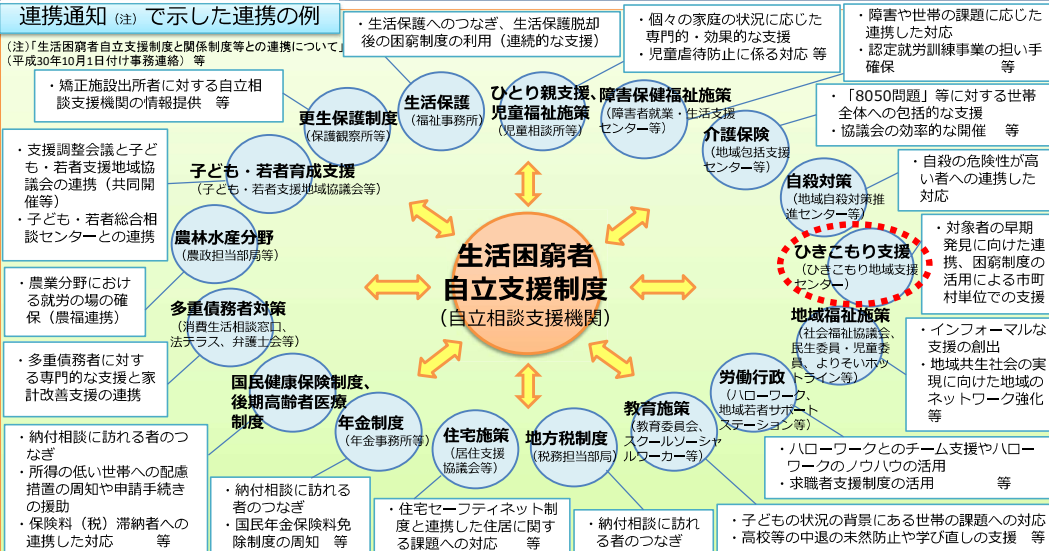 連携通知(注)で示した連携の例
(注)「生活困窮者自立支援制度と関係制度等との連携について」
(平成30年10月1日付け事務連絡) 等
・生活保護へのつなぎ、生活保護脱却
後の困窮制度の利用(連続的な支援)
・個々の家庭の状況に応じた
専門的・効果的な支援
・児童虐待防止に係る対応 等
・障害や世帯の課題に応じた
連携した対応
・認定就労訓練事業の担い手
確保 等
・矯正施設出所者に対する自立相
談支援機関の情報提供 等
更生保護制度
(保護観察所等)
生活保護
(福祉事務所)
ひとり親支援、
児童福祉施策
(児童相談所等)
障害保健福祉施策
(障害者就業・生活支援
センター等)
介護保険
(地域包括支援
センター等)
・「8050問題」等に対する世帯
全体への包括的な支援
・協議会の効率的な開催 等
・支援調整会議と子ど
も・若者支援地域協
議会の連携(共同開
催等)
・子ども・若者総合相
談センターとの連携
子ども・若者育成支援
(子ども・若者支援地域協議会等)
自殺対策
(地域自殺対策推
進センター等)
・自殺の危険性が高
い者への連携した
対応
農林水産分野
(農政担当部局等)
・農業分野におけ
る就労の場の確
保(農福連携)
生活困窮者
自立支援制度
(自立相談支援機関)
ひきこもり支援
(ひきこもり地域支援
センター)
・対象者の早期
発見に向けた連
携、困窮制度の
活用による市町
村単位での支援
多重債務者対策
(消費生活相談窓口、
法テラス、弁護士会等)
・多重債務者に対す
る専門的な支援と家
計改善支援の連携
地域福祉施策
(社会福祉協議会、
民生委員・児童委
員、よりそいホッ
トライン等)
・インフォーマルな
支援の創出
・地域共生社会の実
現に向けた地域の
ネットワーク強化
等
国民健康保険制度、
後期高齢者医療
制度
・納付相談に訪れる者のつ
なぎ
・所得の低い世帯への配慮
措置の周知や申請手続き
の援助
・保険料(税)滞納者への
連携した対応 等
年金制度
(年金事務所等)
・納付相談に訪れる
者のつなぎ
・国民年金保険料免
除制度の周知 等
住宅施策
(居住支援
協議会等)
・住宅セーフティネット制
度と連携した住居に関す
る課題への対応 等
地方税制度
(税務担当部局)
・納付相談に訪れ
る者のつなぎ
教育施策
(教育委員会、
スクールソーシャ
ルワーカー等)
・子どもの状況の背景にある世帯の課題への対応
・高校等の中退の未然防止や学び直しの支援 等
労働行政
(ハローワーク、
地域若者サポート
ステーション等)
・ハローワークとのチーム支援やハロー
ワークのノウハウの活用
・求職者支援制度の活用 等